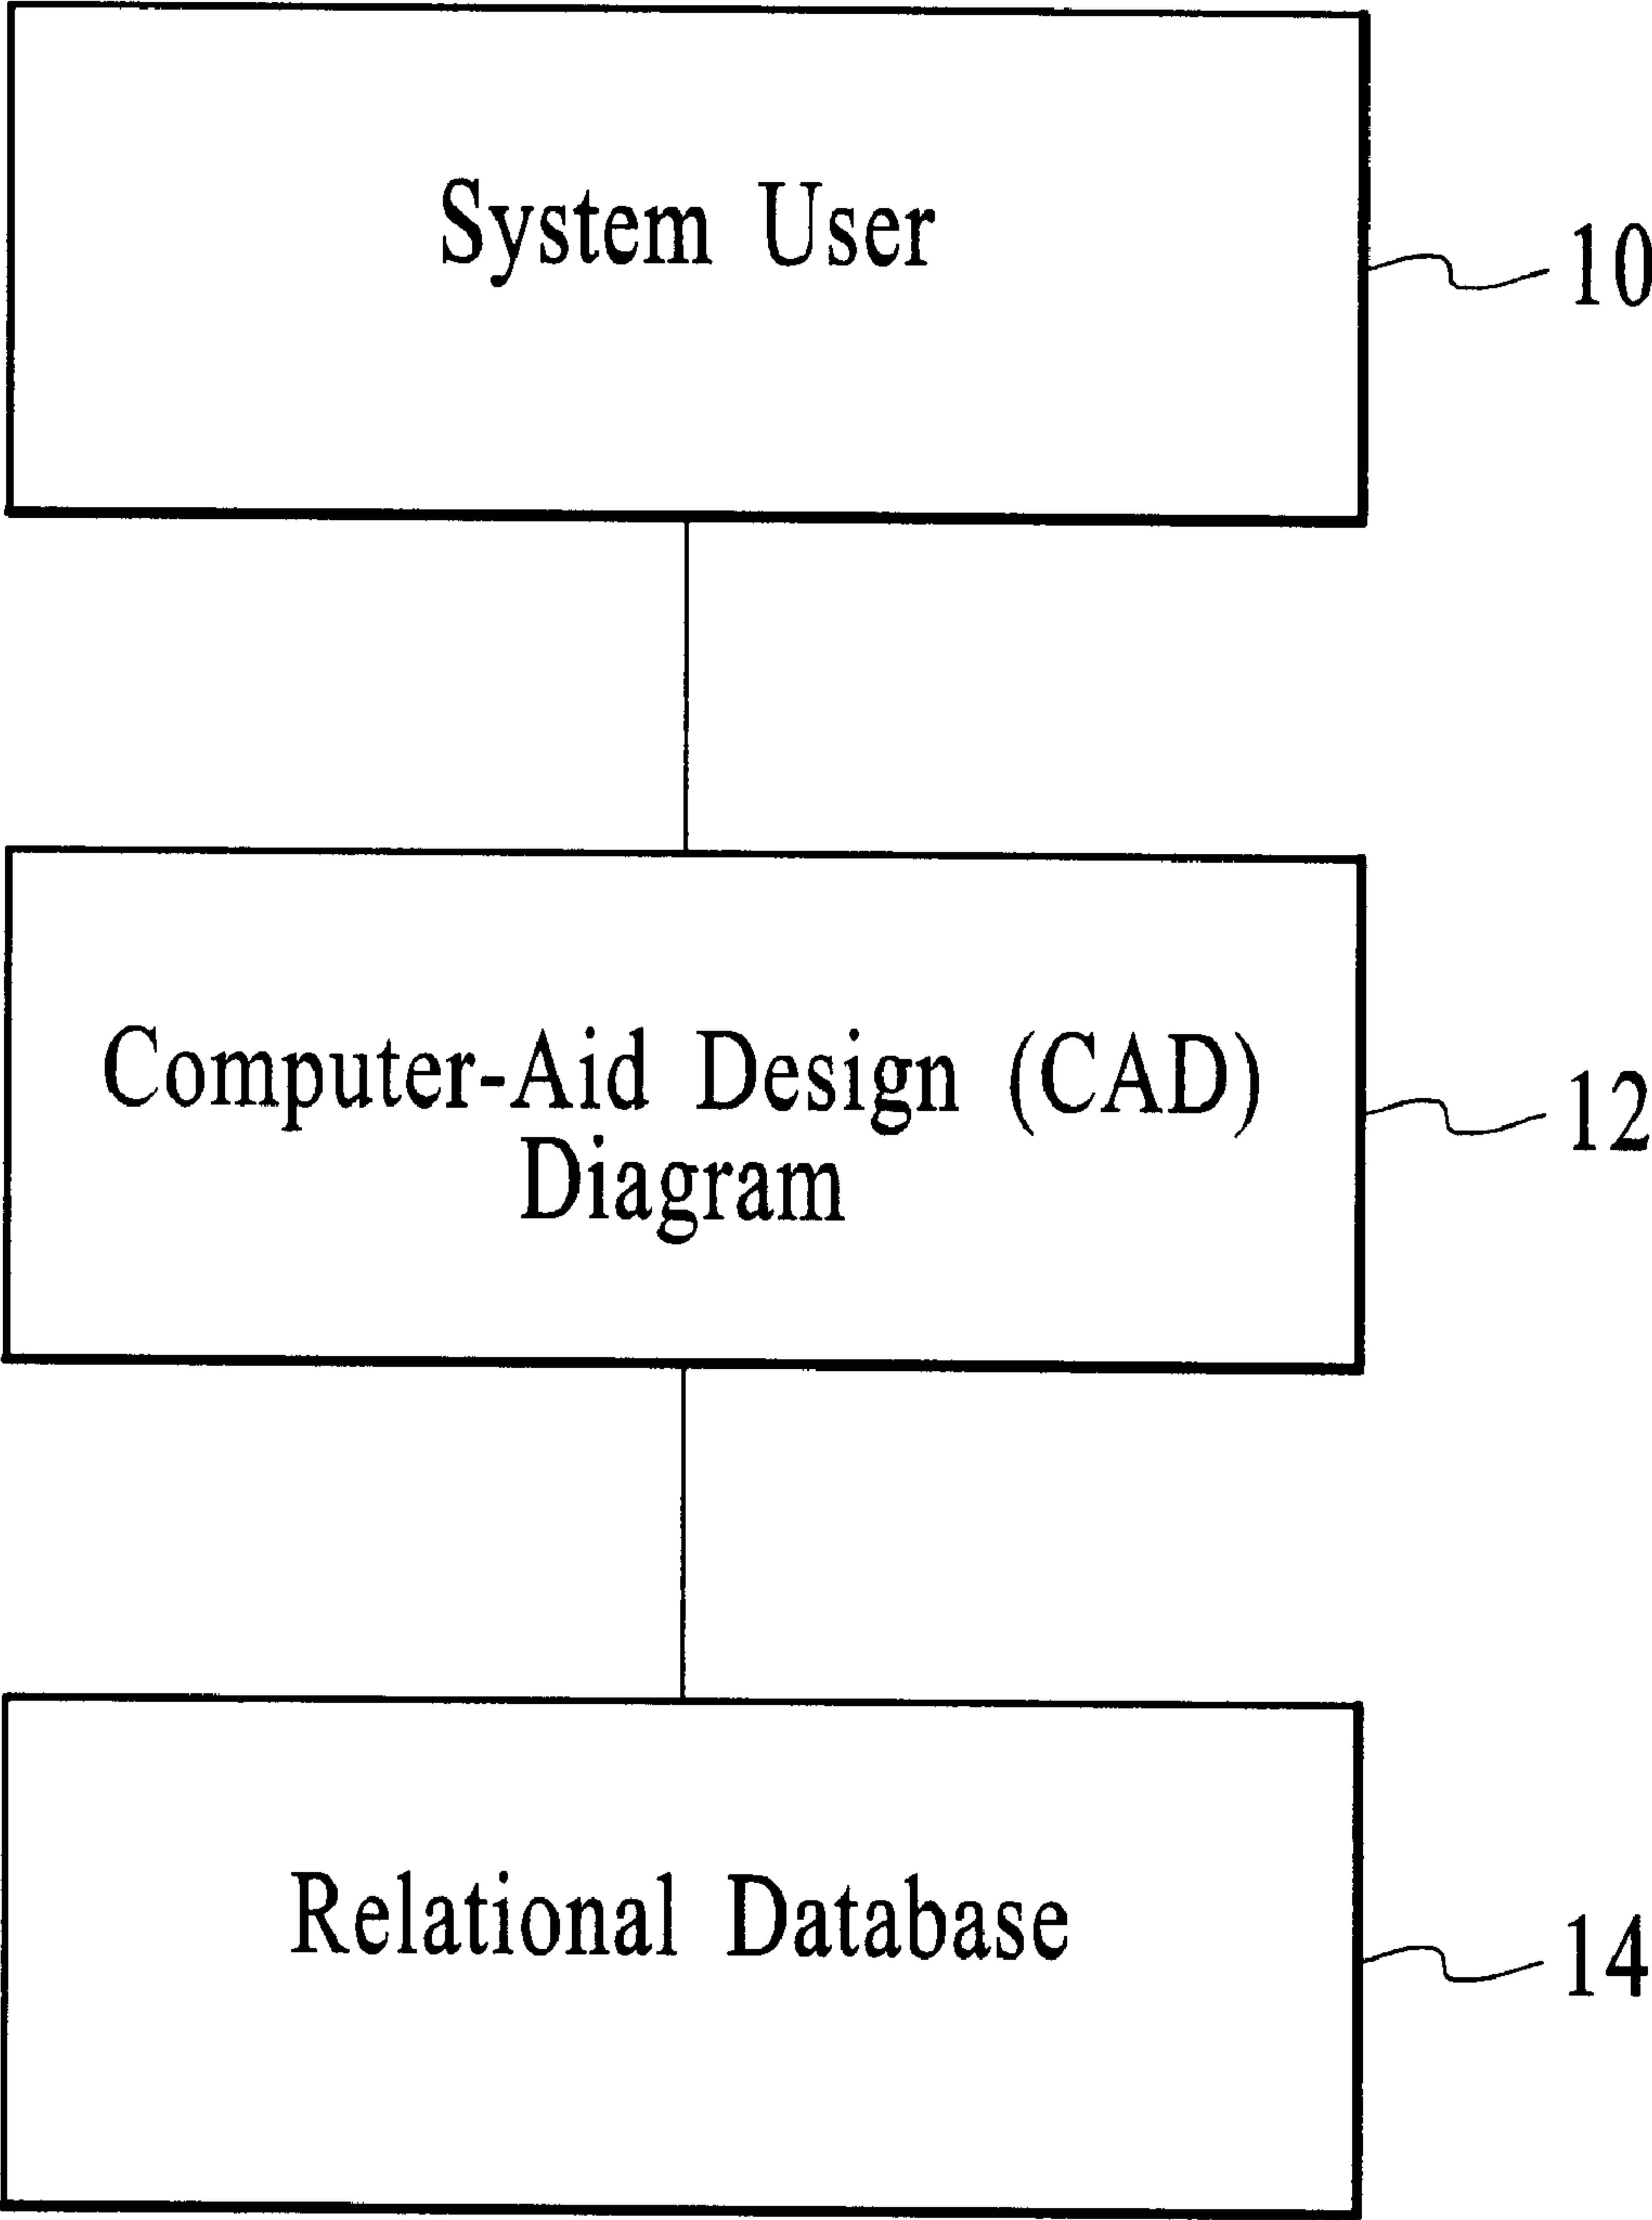 System User
10
Computer-Aid Design (CAD)
Diagram
12
Relational Database
14